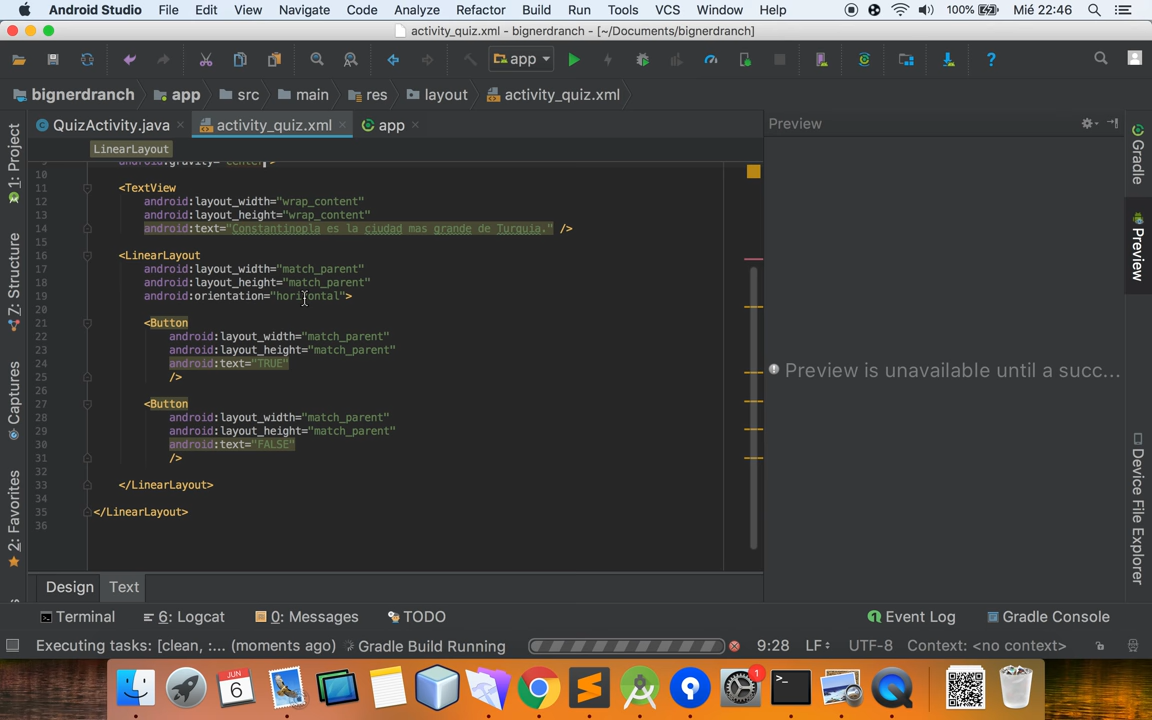 Android Studio File Edit View Navigate Code Analyze Refactor Build Run Tools VCS Window Help 100% Mié 22:46
activity_quiz.xml - bignerdranch - [~/Documents/bignerdranch]
app
bignerdranch app src main res layout activity_quiz.xml
QuizActivity.java activity_quiz.xml app
Preview
LinearLayout
1: Project
7: Structure
Captures
2: Favorites
9 android:gravity="center">
10
11 <TextView
12 android:layout_width="wrap_content"
13 android:layout_height="wrap_content"
14 android:text="Constantinopla es la ciudad mas grande de Turquia." />
15
16 <LinearLayout
17 android:layout_width="match_parent"
18 android:layout_height="match_parent"
19 android:orientation="horizontal">
20
21 <Button
22 android:layout_width="match_parent"
23 android:layout_height="match_parent"
24 android:text="TRUE"
25 />
26
27 <Button
28 android:layout_width="match_parent"
29 android:layout_height="match_parent"
30 android:text="FALSE"
31 />
32
33 </LinearLayout>
34
35 </LinearLayout>
36
Preview is unavailable until a succ...
Gradle
Preview
Device File Explorer
Design Text
Terminal 6: Logcat 0: Messages TODO 1 Event Log Gradle Console
Executing tasks: [clean, :... (moments ago) Gradle Build Running 9:28 LF UTF-8 Context: <no context>
JUN
6
1